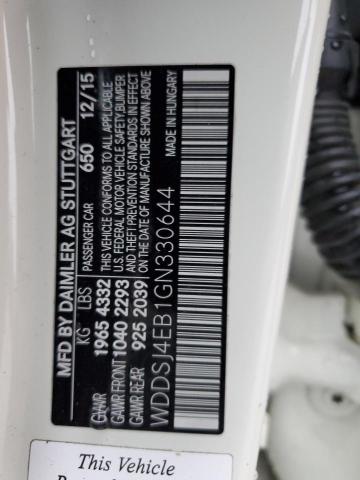 MFD BY DAIMLER AG STUTTGART
KG LBS PASSENGER CAR 650 12/15
GVWR 1965 4332 THIS VEHICLE CONFORMS TO ALL APPLICABLE
GAWR FRONT 1040 2293 U.S. FEDERAL MOTOR VEHICLE SAFETY, BUMPER
GAWR REAR 925 2039 AND THEFT PREVENTION STANDARDS IN EFFECT
ON THE DATE OF MANUFACTURE SHOWN ABOVE
WDDSJ4EB1GN330644 MADE IN HUNGARY
This Vehicle